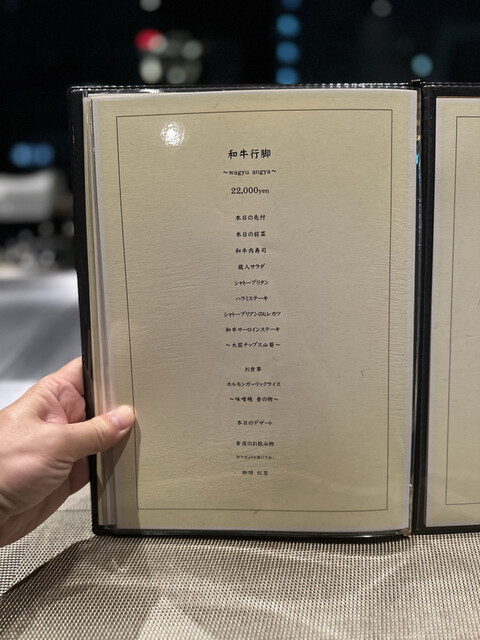 和牛行脚
～wagyu angya～
22,000yen
本日の先付
本日の前菜
和牛肉寿司
職人サラダ
シャトーブリタン
ハラミステーキ
シャトーブリアンのヒレカツ
和牛サーロインステーキ
～丸苗チップス山葵～
お食事
ホルモンガーリックライス
～味噌椀 香の物～
本日のデザート
食後のお飲み物
珈琲 紅茶